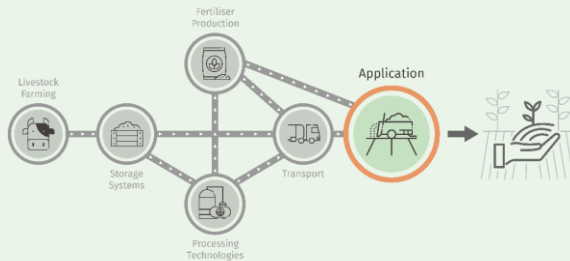 Fertiliser
Production
Application
Livestock
Farming
Storage
Systems
Transport
Processing
Technologies